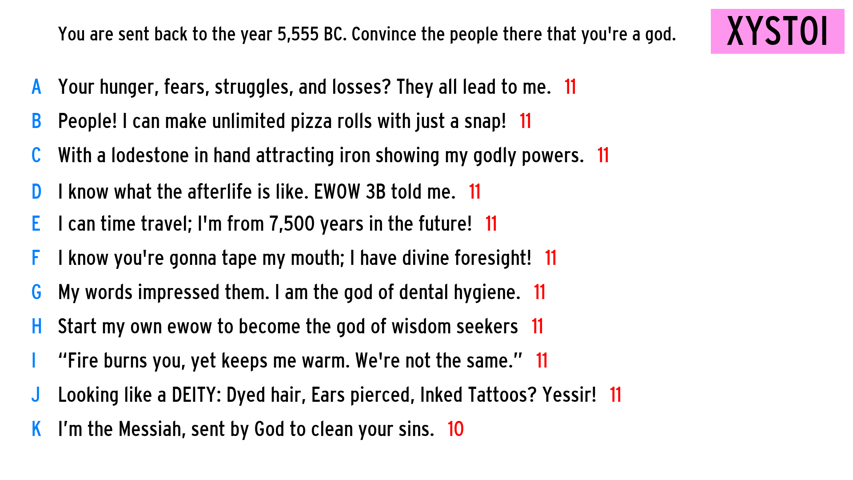 You are sent back to the year 5,555 BC. Convince the people there that you're a god.
XYSTOI
A Your hunger, fears, struggles, and losses? They all lead to me. 11
B People! I can make unlimited pizza rolls with just a snap! 11
C With a lodestone in hand attracting iron showing my godly powers. 11
D I know what the afterlife is like. EWOW 3B told me. 11
E I can time travel; I'm from 7,500 years in the future! 11
F I know you're gonna tape my mouth; I have divine foresight! 11
G My words impressed them. I am the god of dental hygiene. 11
H Start my own ewow to become the god of wisdom seekers 11
I “Fire burns you, yet keeps me warm. We're not the same.” 11
J Looking like a DEITY: Dyed hair, Ears pierced, Inked Tattoos? Yessir! 11
K I’m the Messiah, sent by God to clean your sins. 10